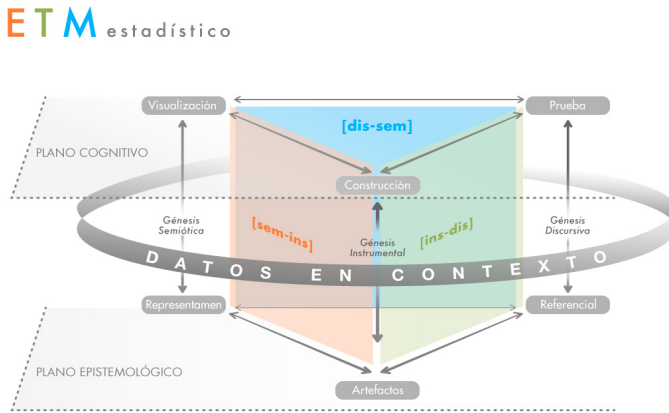 ETM estadístico
Visualización
Prueba
[dis-sem]
PLANO COGNITIVO
Construcción
Génesis
Semiótica
[sem-ins]
Génesis
Instrumental
[ins-dis]
Génesis
Discursiva
DATOS EN CONTEXTO
Representamen
Referencial
PLANO EPISTEMOLÓGICO
Artefactos